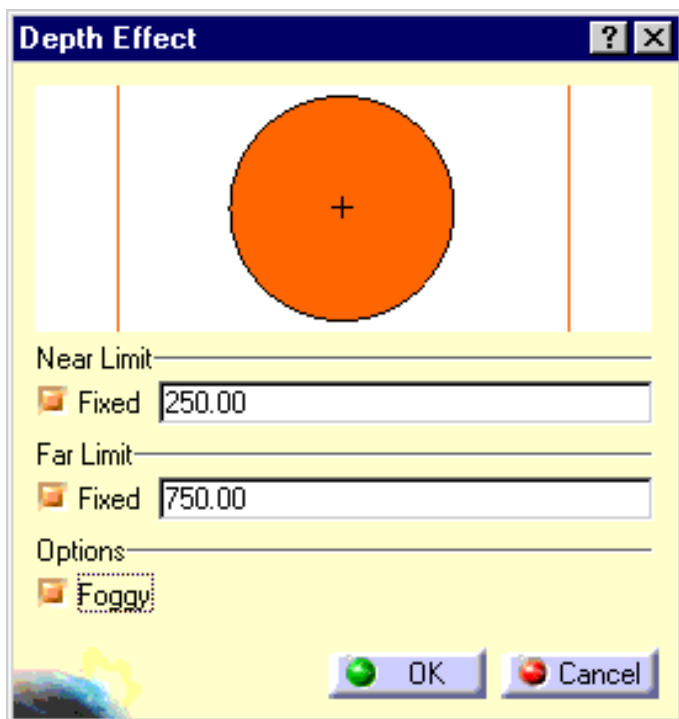 Depth Effect
Near Limit
Fixed 250.00
Far Limit
Fixed 750.00
Options
Foggy
OK Cancel